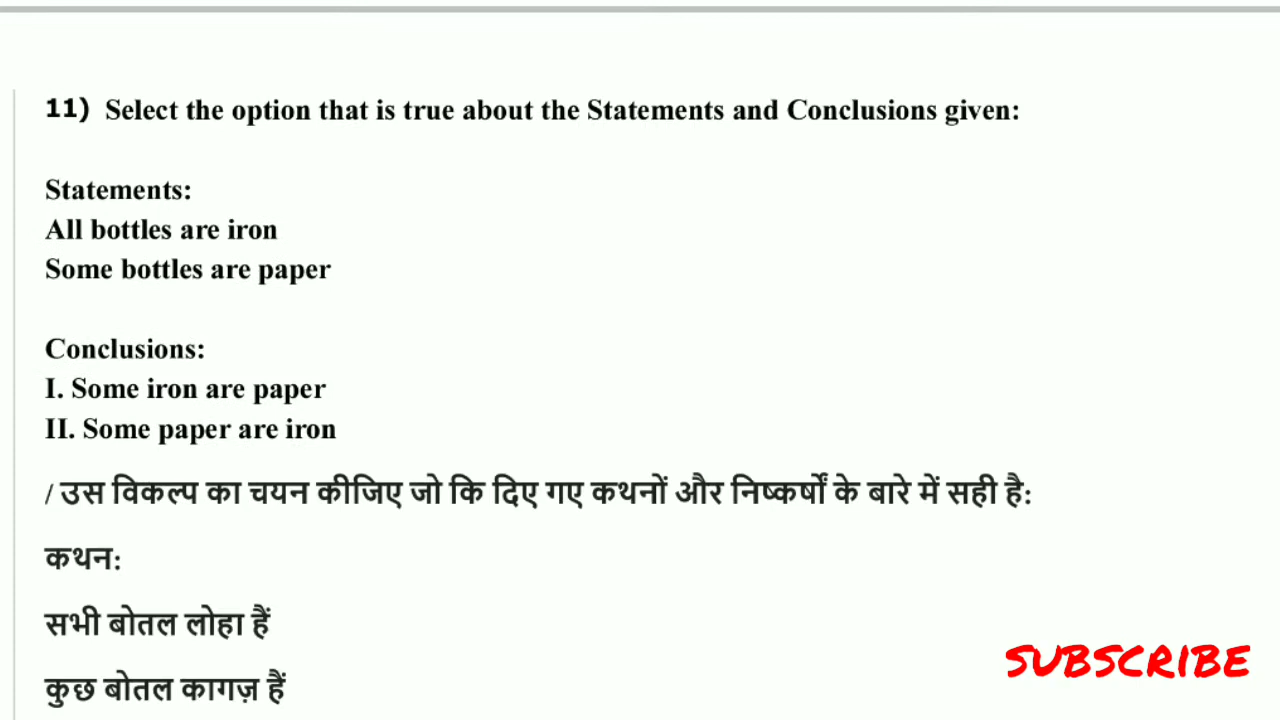 11) Select the option that is true about the Statements and Conclusions given:
Statements:
All bottles are iron
Some bottles are paper
Conclusions:
I. Some iron are paper
II. Some paper are iron
/ उस विकल्प का चयन कीजिए जो कि दिए गए कथनों और निष्कर्षों के बारे में सही है:
कथन:
सभी बोतल लोहा हैं
कुछ बोतल कागज़ हैं
SUBSCRIBE